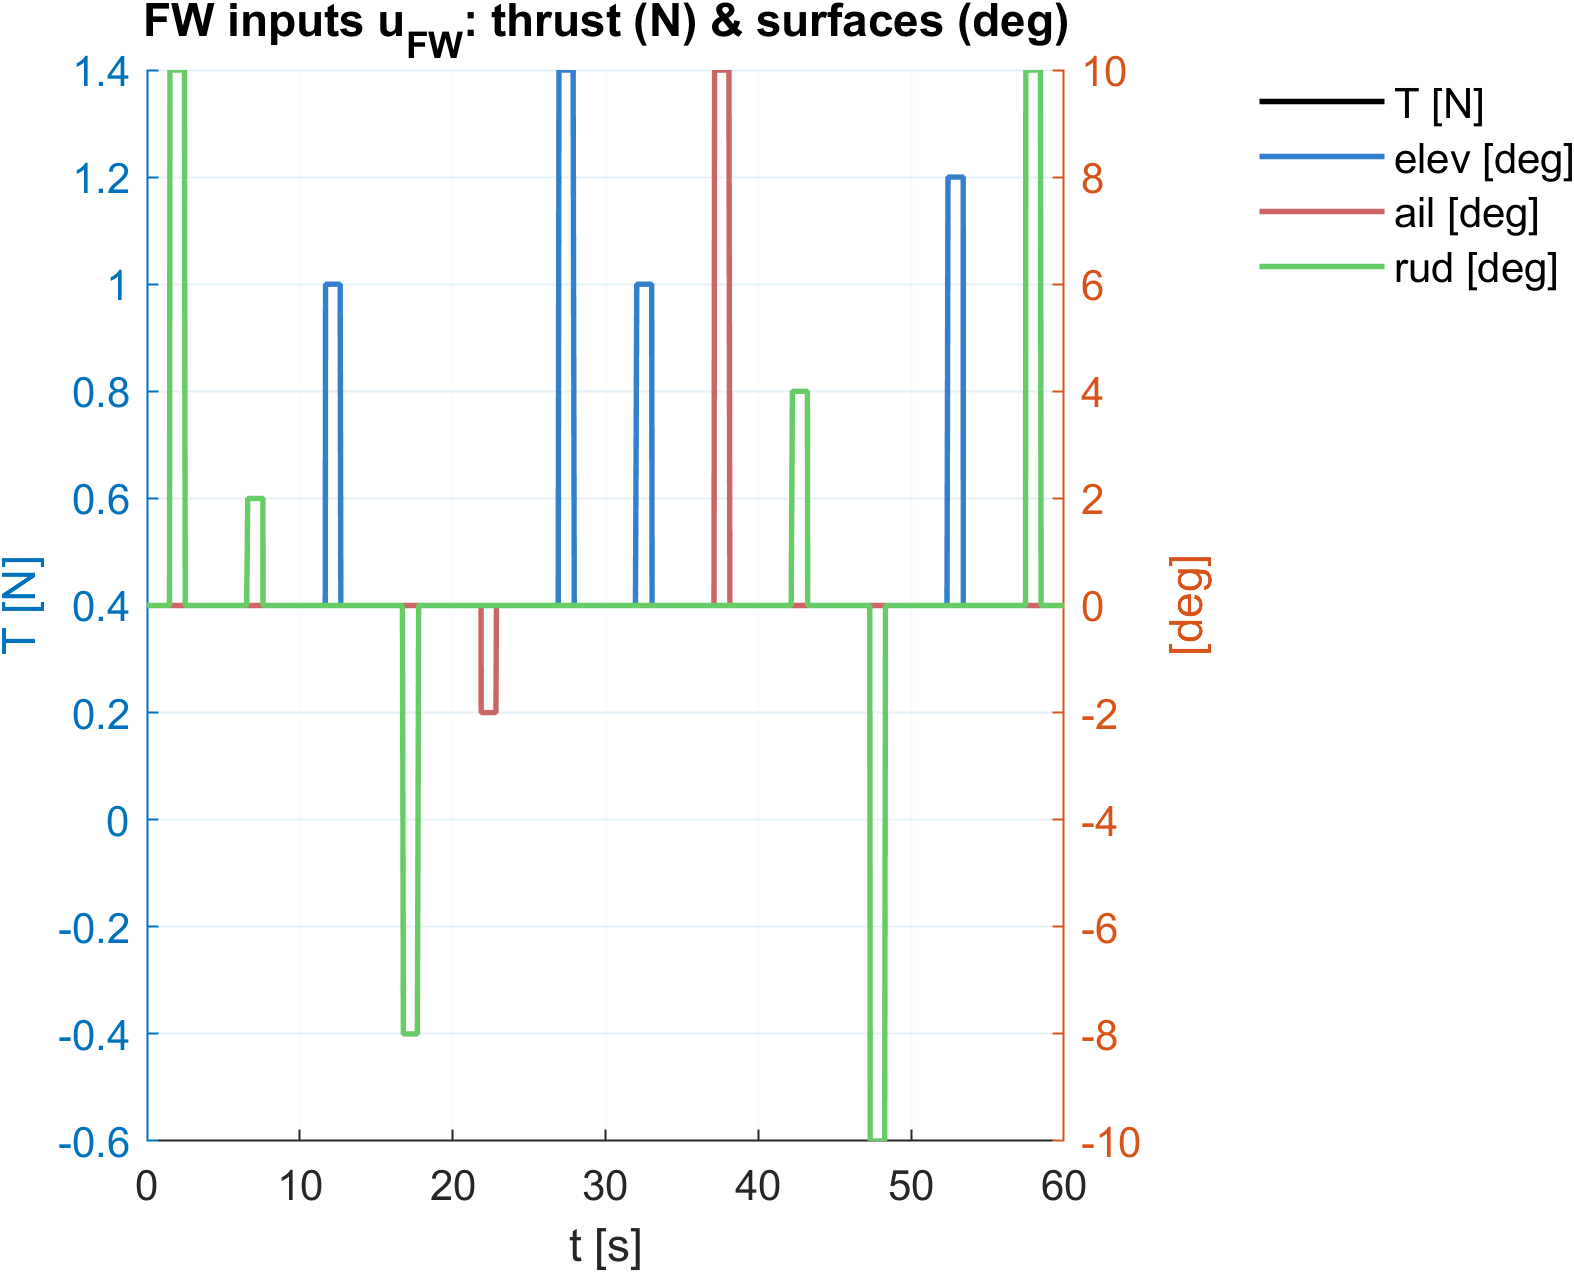 FW inputs u_FW: thrust (N) & surfaces (deg)
1.4
1.2
1
0.8
0.6
0.4
0.2
0
-0.2
-0.4
-0.6
T [N]
10
8
6
4
2
0
-2
-4
-6
-8
-10
[deg]
0 10 20 30 40 50 60
t [s]
T [N]
elev [deg]
ail [deg]
rud [deg]